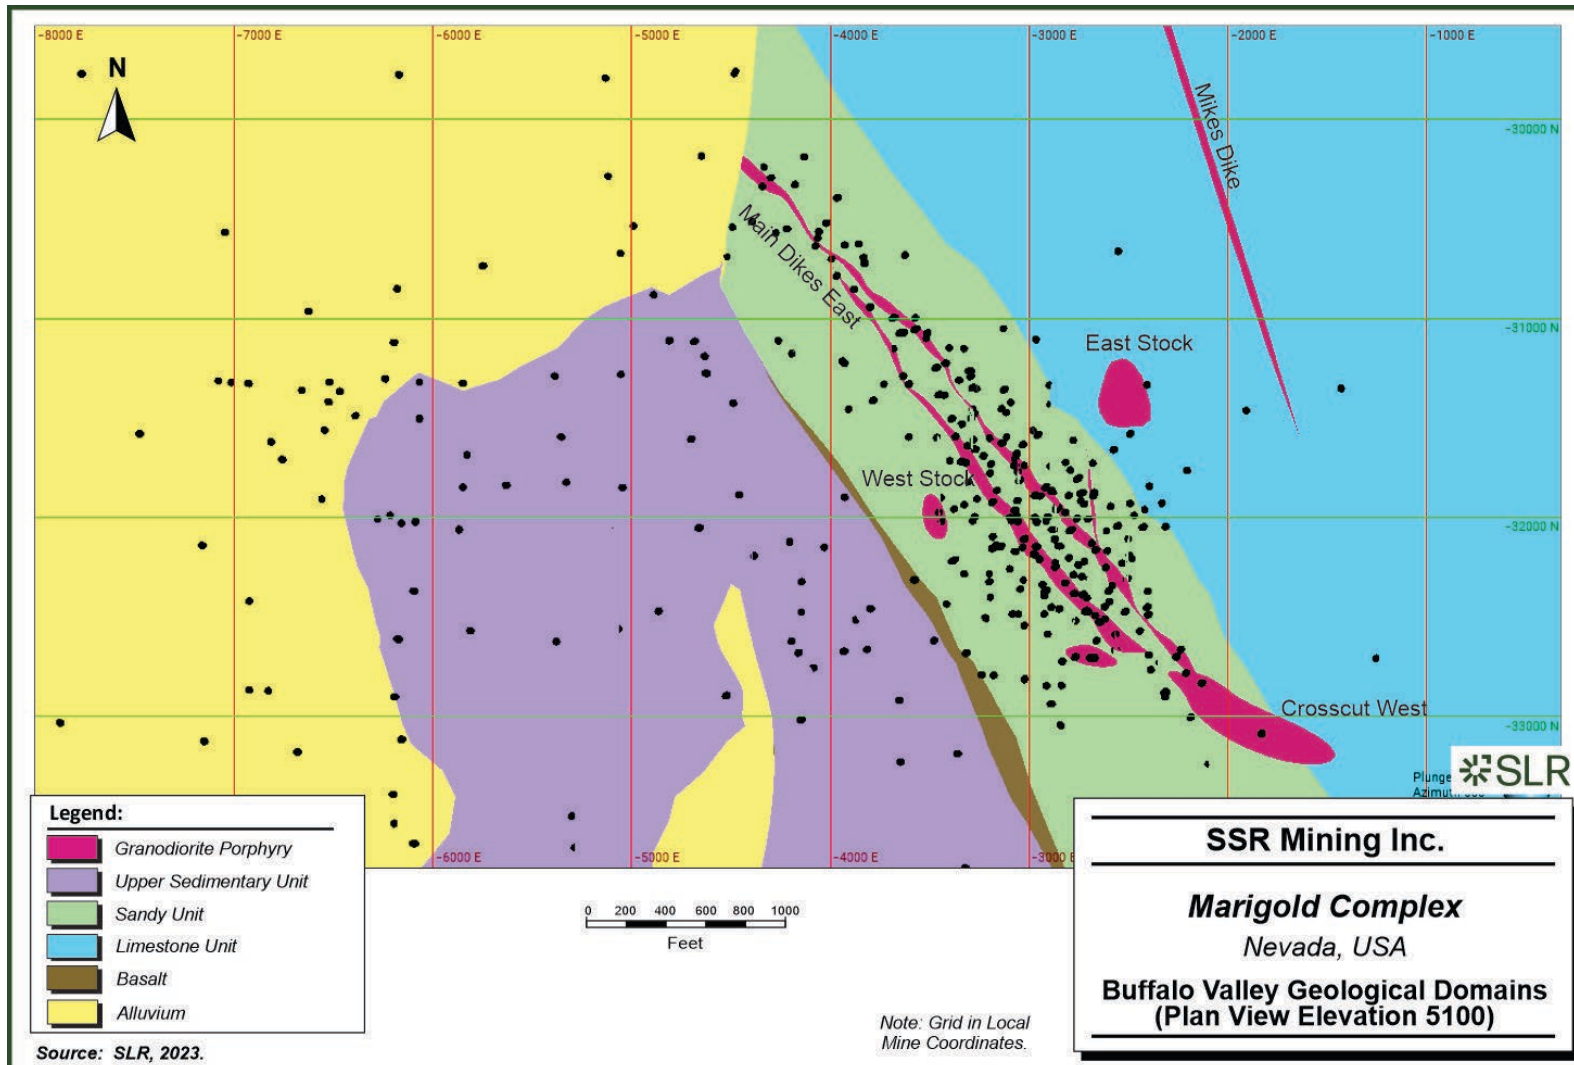 -8000 E
-7000 E
-6000 E
-5000 E
-4000 E
-3000 E
-2000 E
-1000 E
N
Mikes Dike
-30000 N
Main Dikes East
-31000 N
East Stock
West Stock
-32000 N
Crosscut West
-33000 N
SLR
Plunge
-6000 E
-5000 E
-4000 E
-3000 E
Legend:
Granodiorite Porphyry
Upper Sedimentary Unit
Sandy Unit
Limestone Unit
Basalt
Alluvium
Source: SLR, 2023.
0 200 400 600 800 1000
Feet
Note: Grid in Local
Mine Coordinates.
SSR Mining Inc.
Marigold Complex
Nevada, USA
Buffalo Valley Geological Domains
(Plan View Elevation 5100)